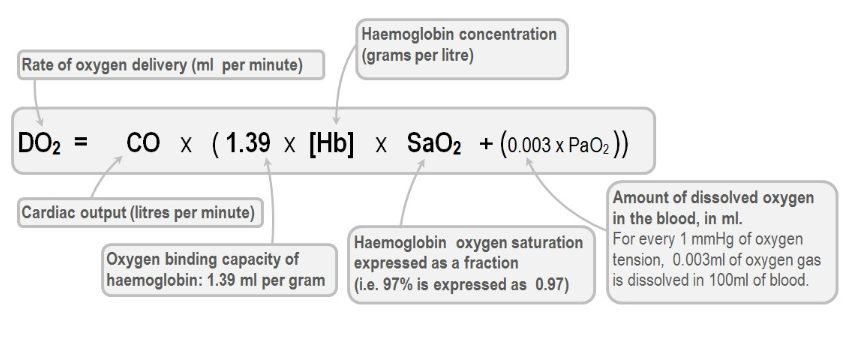 Haemoglobin concentration
(grams per litre)
Rate of oxygen delivery (ml per minute)
DO₂ = CO x ( 1.39 x [Hb] x SaO₂ + (0.003 x PaO₂ ))
Cardiac output (litres per minute)
Oxygen binding capacity of
haemoglobin: 1.39 ml per gram
Haemoglobin oxygen saturation
expressed as a fraction
(i.e. 97% is expressed as 0.97)
Amount of dissolved oxygen
in the blood, in ml.
For every 1 mmHg of oxygen
tension, 0.003ml of oxygen gas
is dissolved in 100ml of blood.